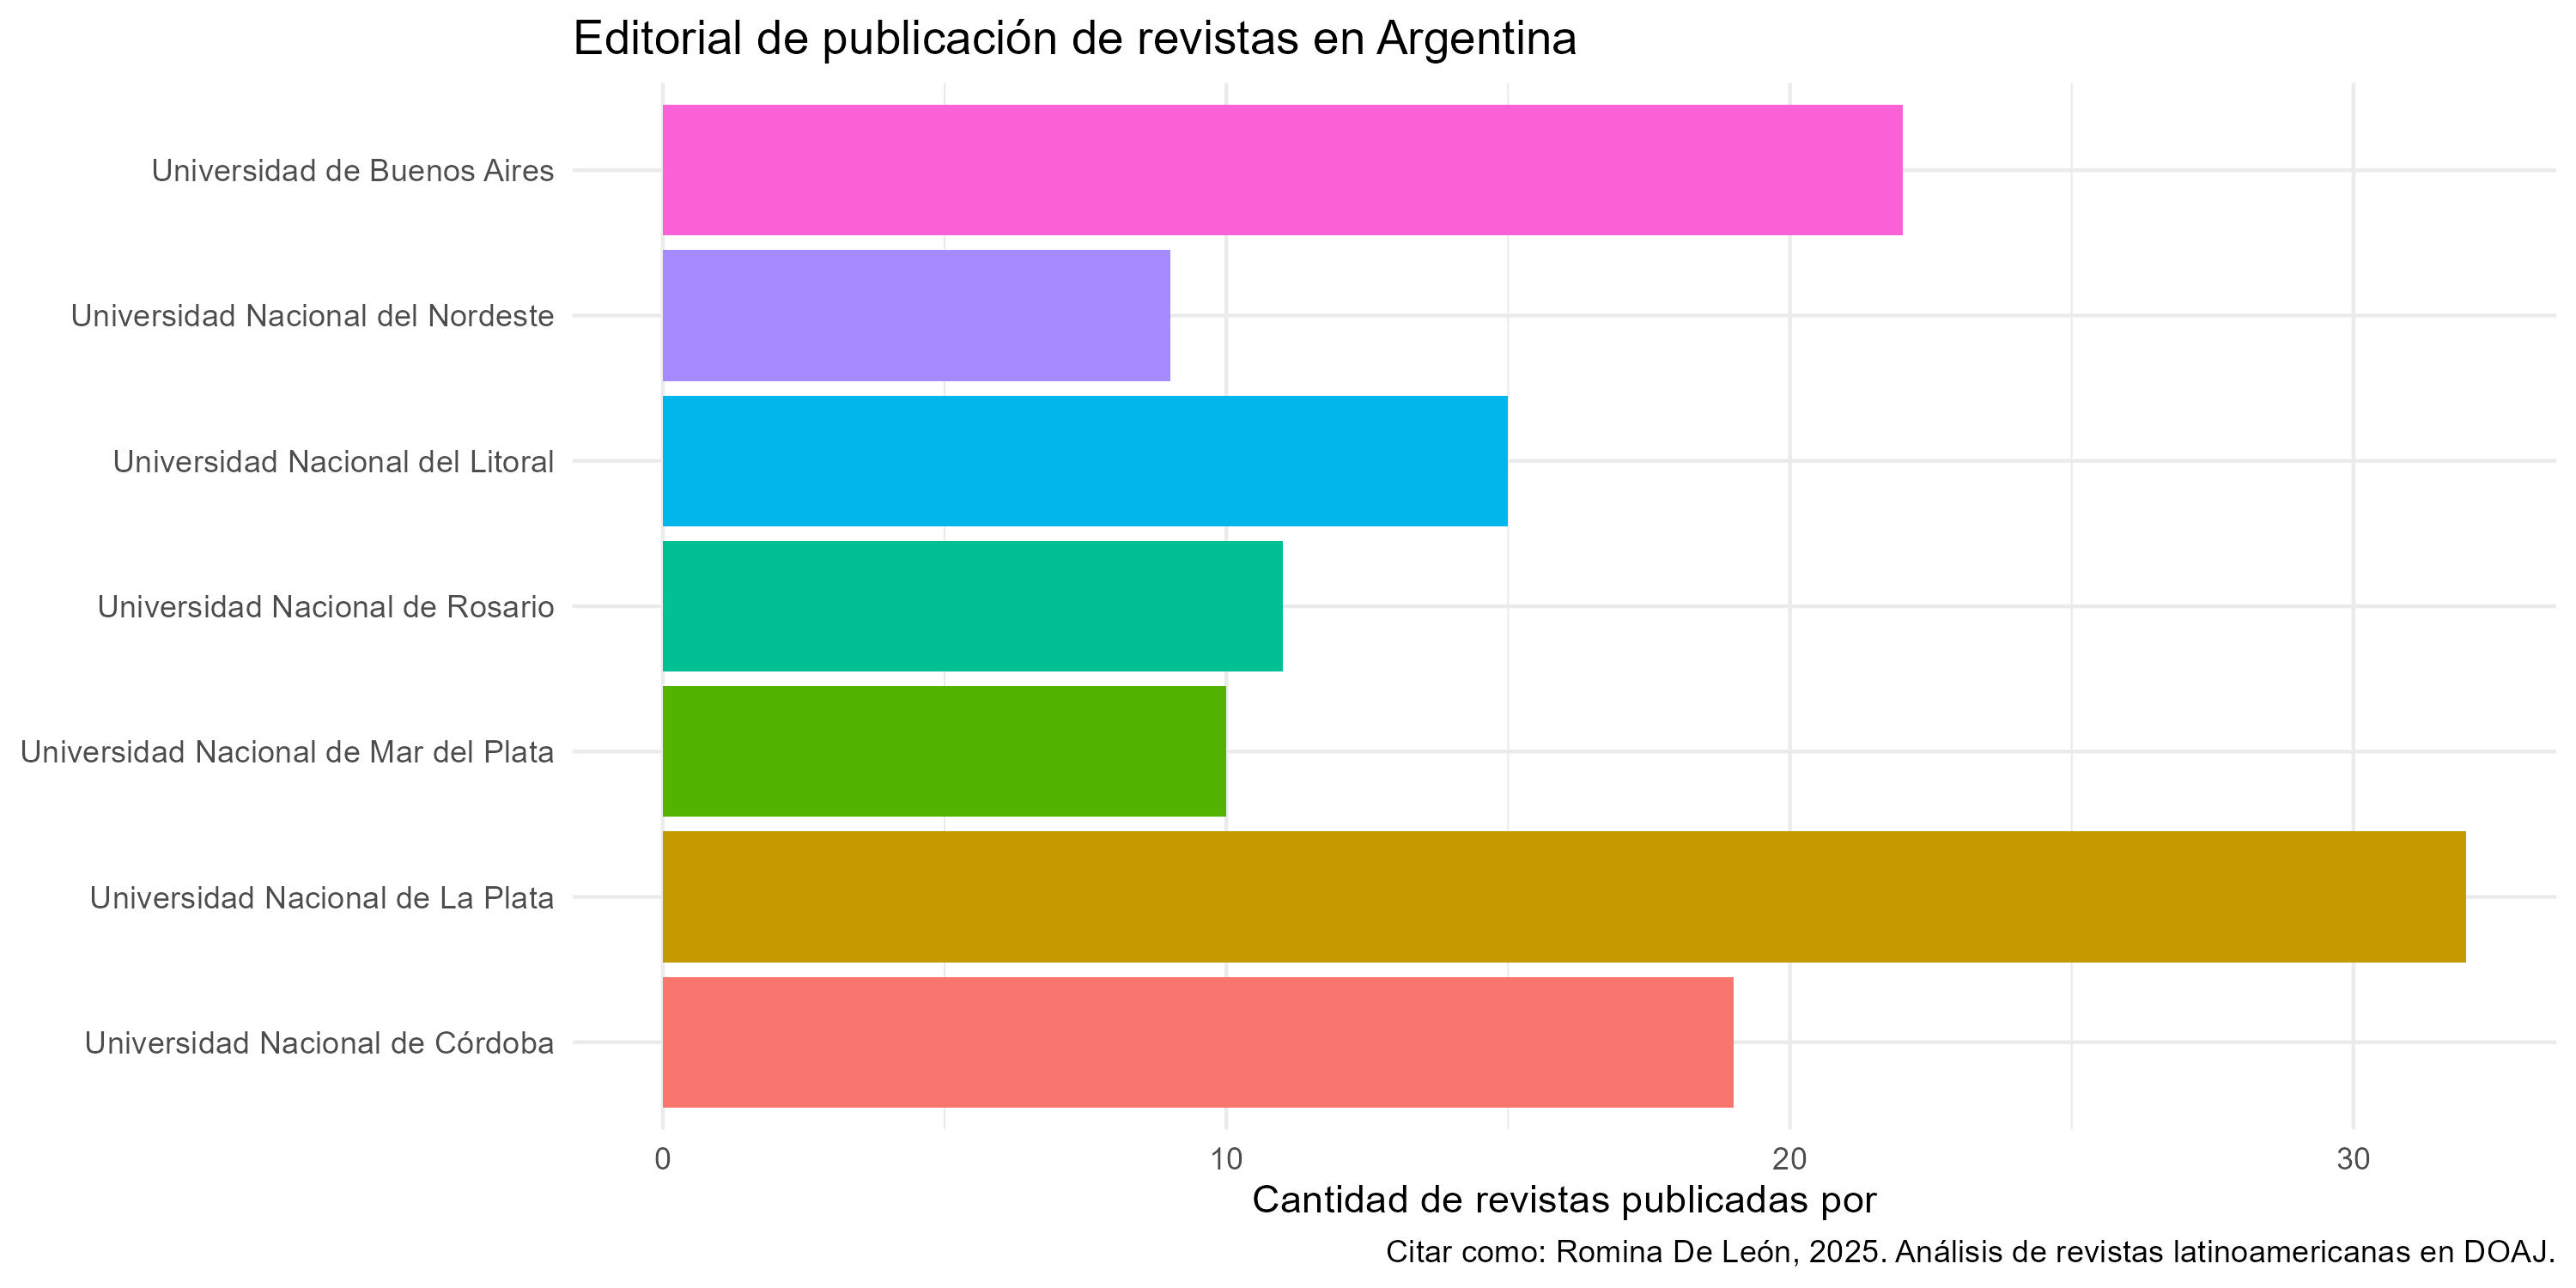 Editorial de publicación de revistas en Argentina
Universidad de Buenos Aires
Universidad Nacional del Nordeste
Universidad Nacional del Litoral
Universidad Nacional de Rosario
Universidad Nacional de Mar del Plata
Universidad Nacional de La Plata
Universidad Nacional de Córdoba
0 10 20 30
Cantidad de revistas publicadas por
Citar como: Romina De León, 2025. Análisis de revistas latinoamericanas en DOAJ.